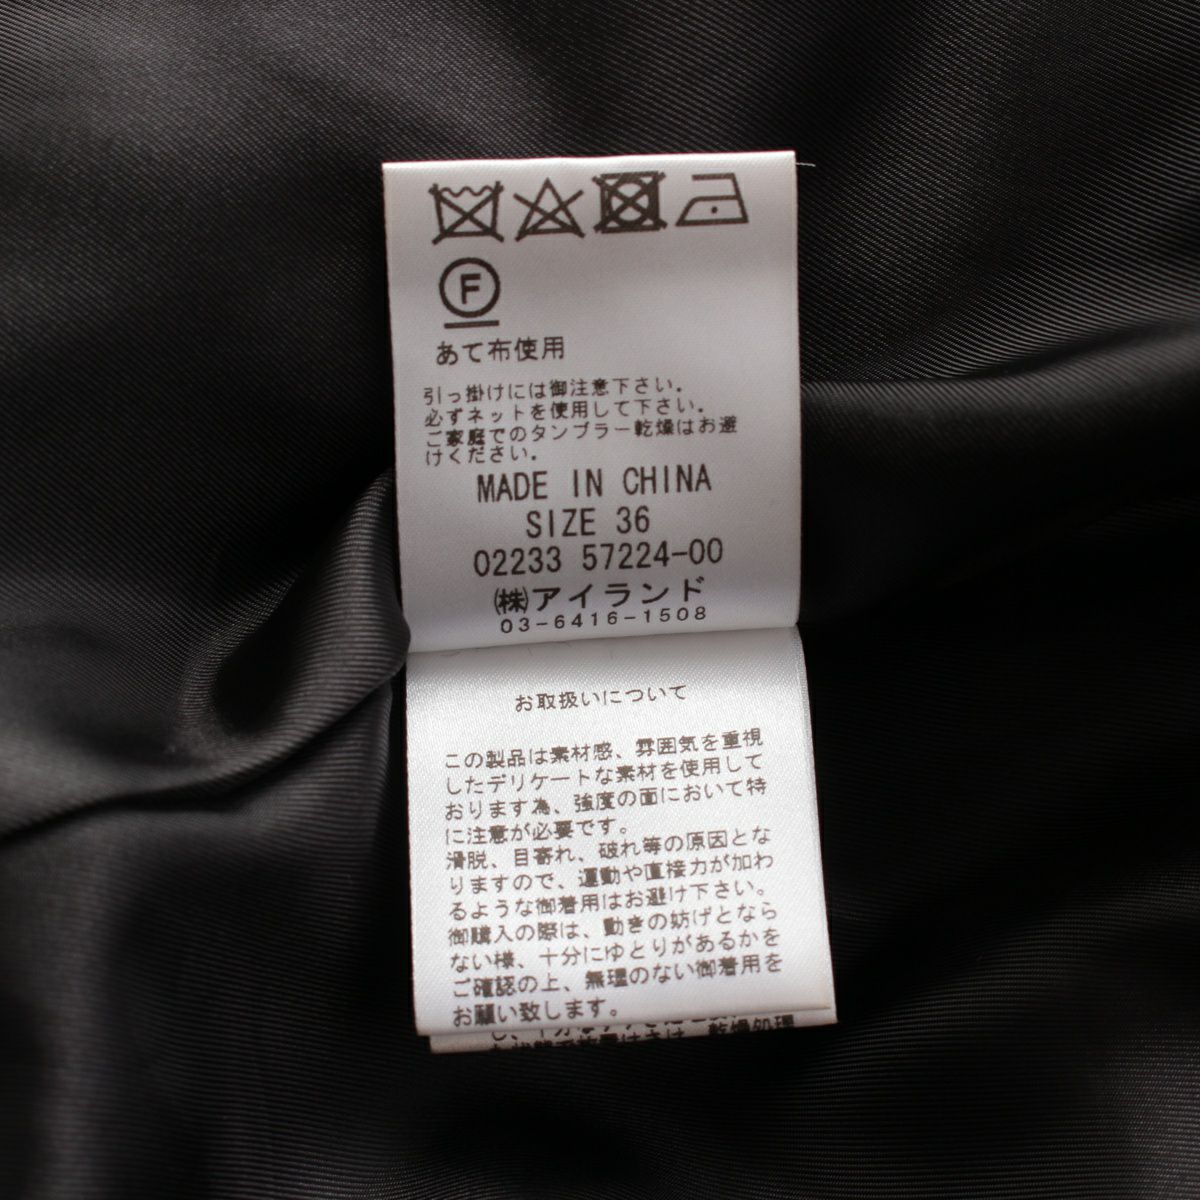 F
あて布使用
引っ掛けには御注意下さい。
必ずネットを使用して下さい。
ご家庭でのタンブラー乾燥はお避
けください。
MADE IN CHINA
SIZE 36
02233 57224-00
㈱アイランド
03-6416-1508
お取扱いについて
この製品は素材感、雰囲気を重視
したデリケートな素材を使用して
おります為、強度の面において特
に注意が必要です。
滑脱、目寄れ、破れ等の原因とな
りますので、運動や直接力が加わ
るような御着用はお避け下さい。
御購入の際は、動きの妨げとなら
ない様、十分にゆとりがあるかを
ご確認の上、無理のない御着用を
お願い致します。
乾燥処理